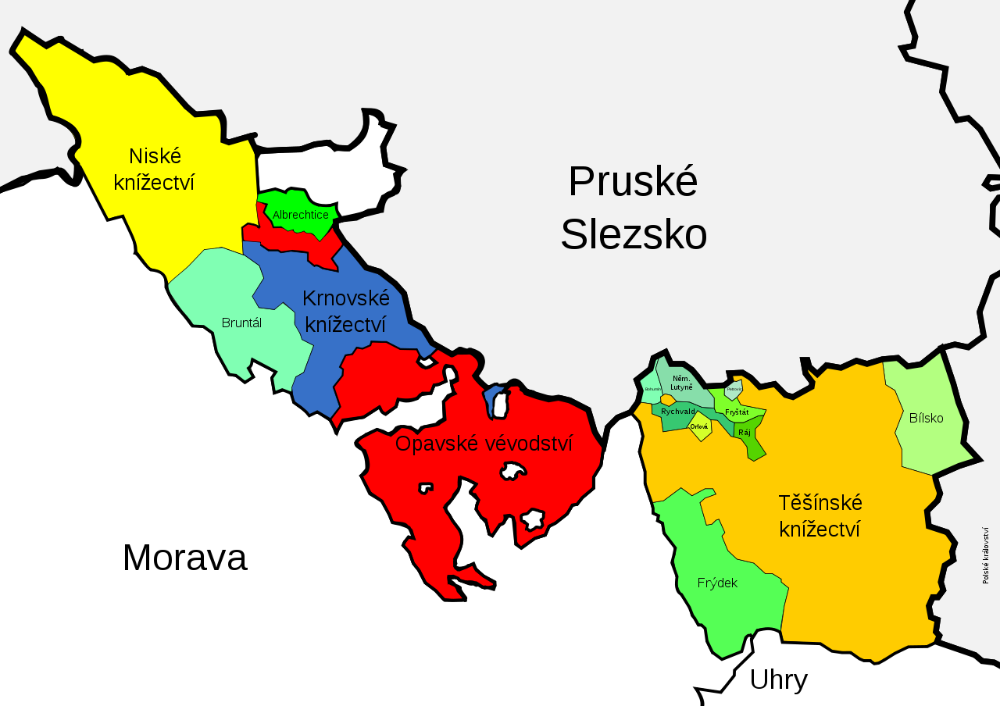 Niské
knížectví
Pruské
Slezsko
Albrechtice
Krnovské
knížectví
Bruntál
Bohumín
Něm.
Lutyně
Petrovic
Rychvald
Fryštát
Orlová
Ráj
Bílsko
Opavské vévodství
Těšínské
knížectví
Polské království
Morava
Frýdek
Uhry